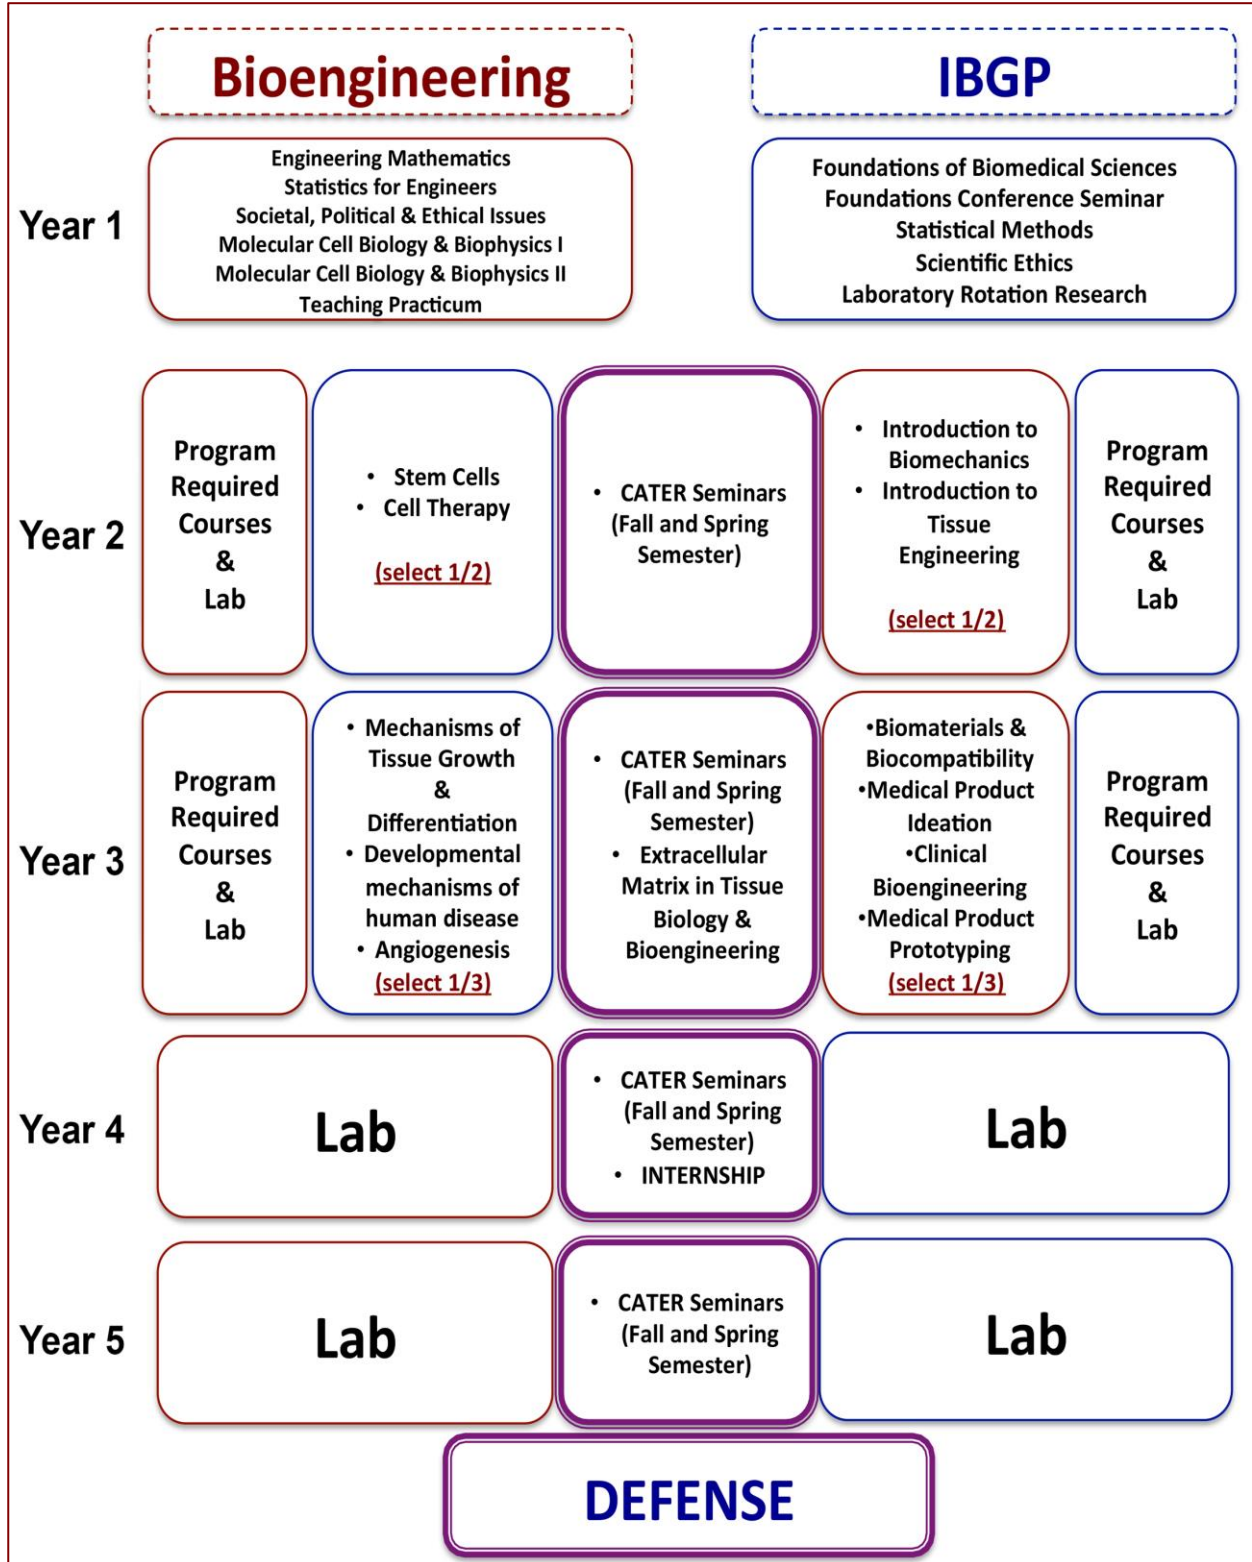 Bioengineering
IBGP
Year 1
Engineering Mathematics
Statistics for Engineers
Societal, Political & Ethical Issues
Molecular Cell Biology & Biophysics I
Molecular Cell Biology & Biophysics II
Teaching Practicum
Foundations of Biomedical Sciences
Foundations Conference Seminar
Statistical Methods
Scientific Ethics
Laboratory Rotation Research
Year 2
Program
Required
Courses
&
Lab
• Stem Cells
• Cell Therapy
(select 1/2)
• CATER Seminars
(Fall and Spring
Semester)
• Introduction to
Biomechanics
• Introduction to
Tissue
Engineering
(select 1/2)
Program
Required
Courses
&
Lab
Year 3
Program
Required
Courses
&
Lab
• Mechanisms of
Tissue Growth
&
Differentiation
• Developmental
mechanisms of
human disease
• Angiogenesis
(select 1/3)
• CATER Seminars
(Fall and Spring
Semester)
• Extracellular
Matrix in Tissue
Biology &
Bioengineering
•Biomaterials &
Biocompatibility
•Medical Product
Ideation
•Clinical
Bioengineering
•Medical Product
Prototyping
(select 1/3)
Program
Required
Courses
&
Lab
Year 4
Lab
• CATER Seminars
(Fall and Spring
Semester)
• INTERNSHIP
Lab
Year 5
Lab
• CATER Seminars
(Fall and Spring
Semester)
Lab
DEFENSE